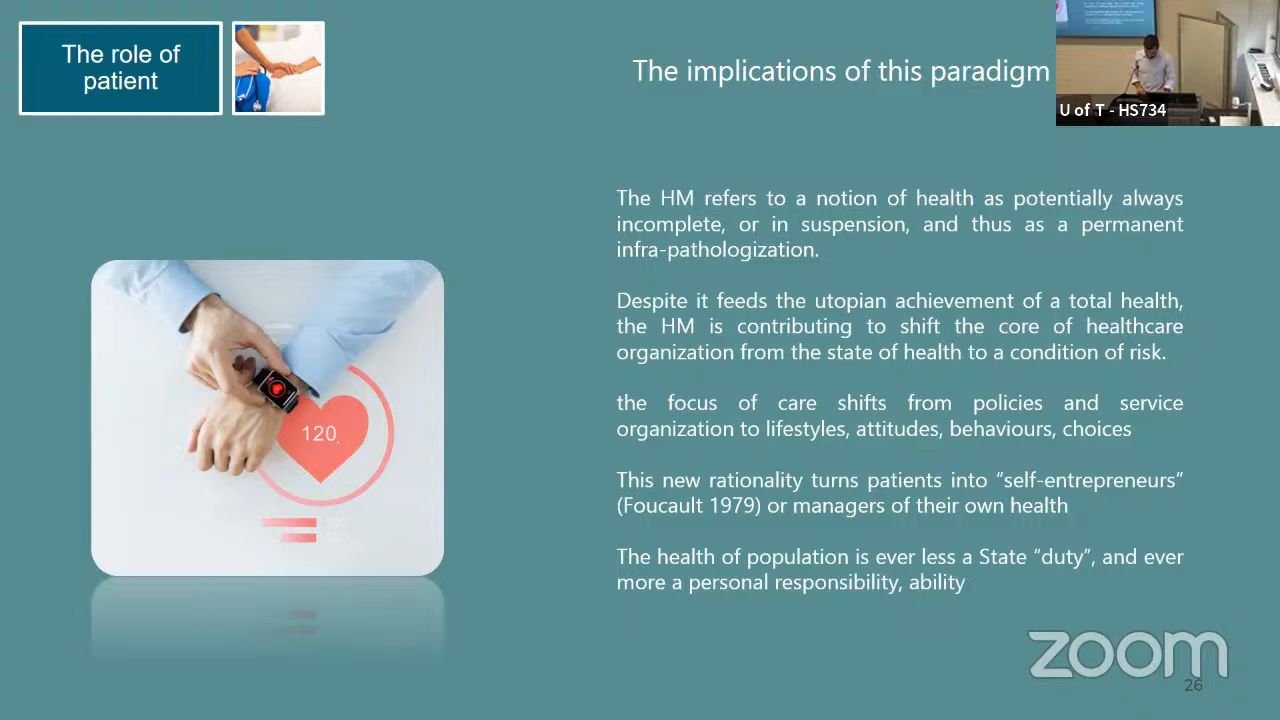 The role of
patient
The implications of this paradigm
U of T - HS734
The HM refers to a notion of health as potentially always
incomplete, or in suspension, and thus as a permanent
infra-pathologization.
Despite it feeds the utopian achievement of a total health,
the HM is contributing to shift the core of healthcare
organization from the state of health to a condition of risk.
the focus of care shifts from policies and service
organization to lifestyles, attitudes, behaviours, choices
This new rationality turns patients into “self-entrepreneurs”
(Foucault 1979) or managers of their own health
The health of population is ever less a State “duty”, and ever
more a personal responsibility, ability
120
zoom
26